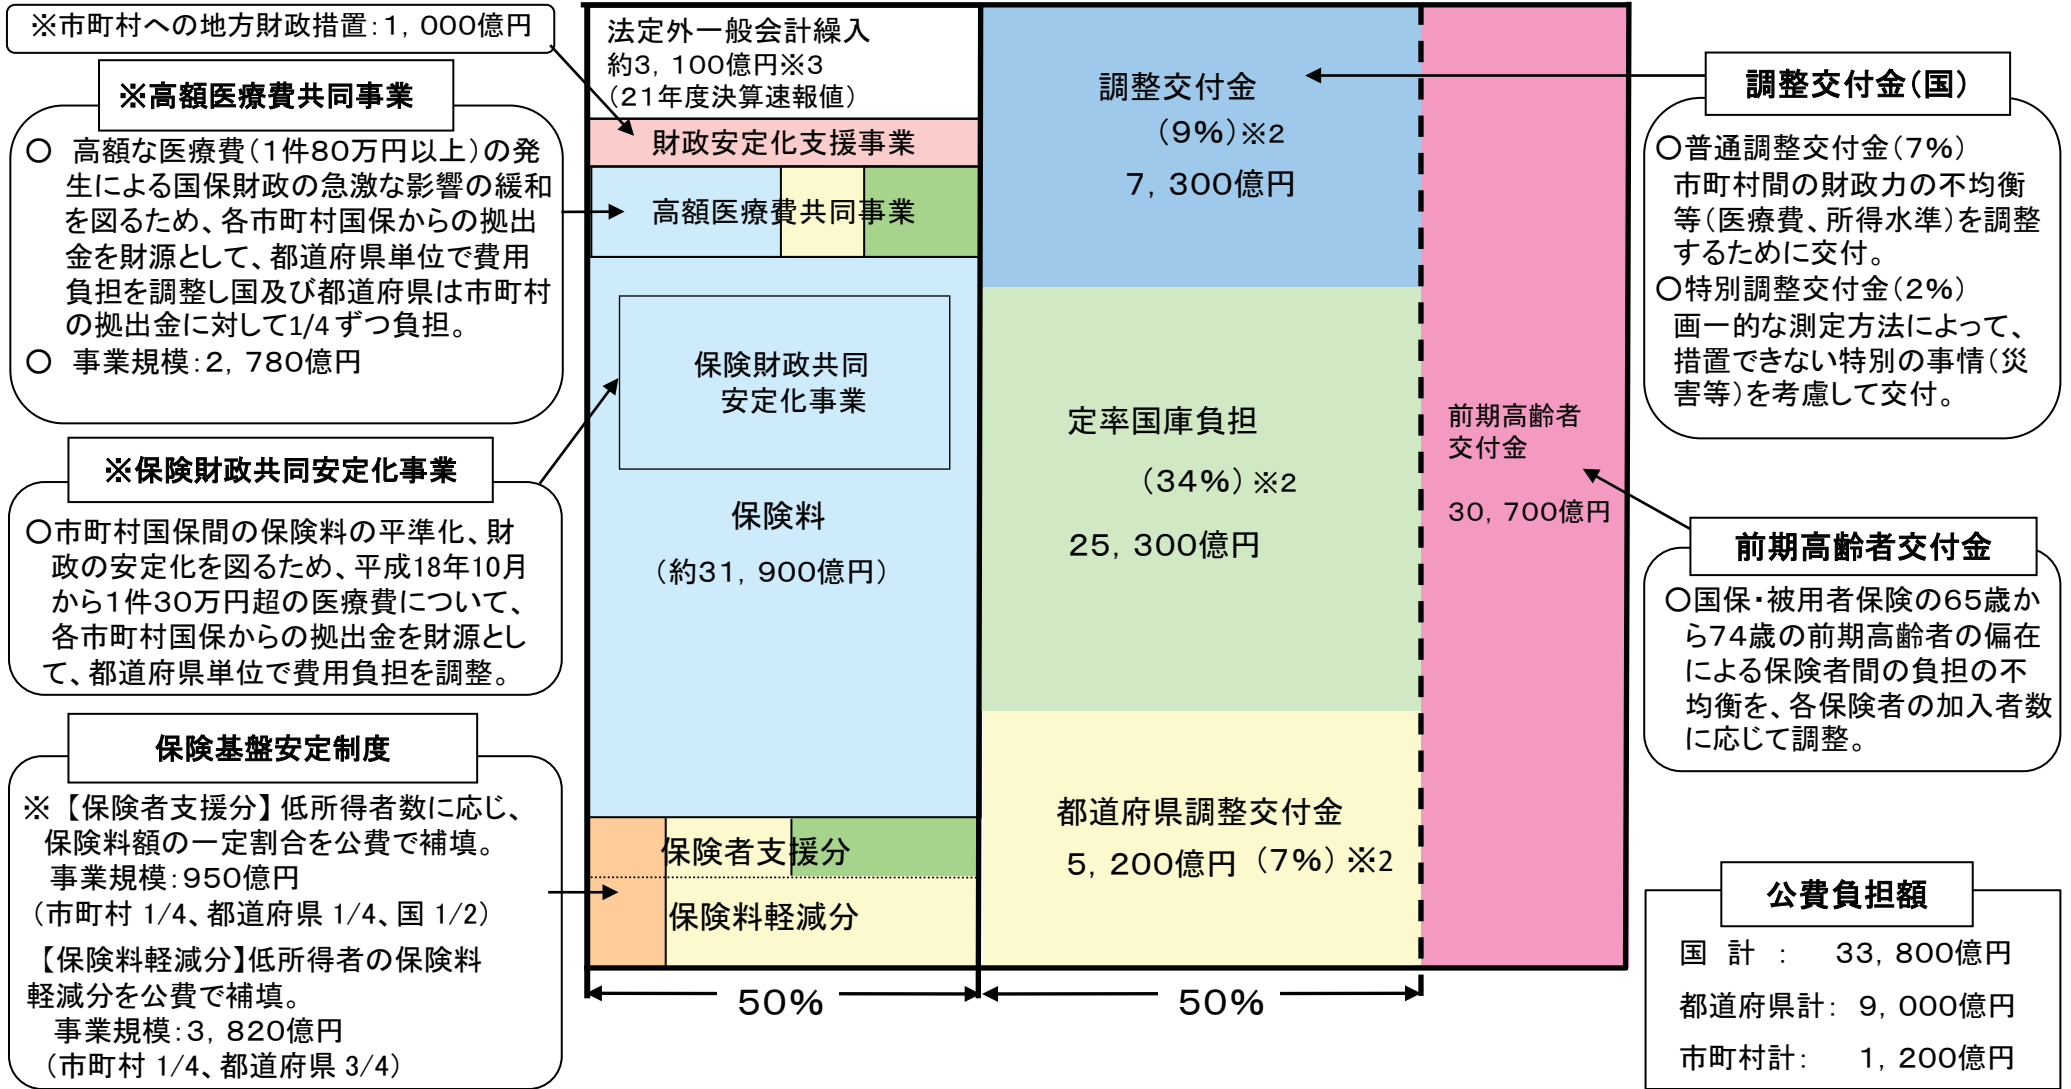 ※市町村への地方財政措置:1,000億円
※高額医療費共同事業
○ 高額な医療費(1件80万円以上)の発
生による国保財政の急激な影響の緩和
を図るため、各市町村国保からの拠出
金を財源として、都道府県単位で費用
負担を調整し国及び都道府県は市町村
の拠出金に対して1/4ずつ負担。
○ 事業規模:2,780億円
※保険財政共同安定化事業
○市町村国保間の保険料の平準化、財
政の安定化を図るため、平成18年10月
から1件30万円超の医療費について、
各市町村国保からの拠出金を財源とし
て、都道府県単位で費用負担を調整。
保険基盤安定制度
※【保険者支援分】低所得者数に応じ、
保険料額の一定割合を公費で補填。
事業規模:950億円
(市町村 1/4、都道府県 1/4、国 1/2)
【保険料軽減分】低所得者の保険料
軽減分を公費で補填。
事業規模:3,820億円
(市町村 1/4、都道府県 3/4)
法定外一般会計繰入
約3,100億円※3
(21年度決算速報値)
財政安定化支援事業
高額医療費共同事業
保険財政共同
安定化事業
保険料
(約31,900億円)
保険者支援分
保険料軽減分
50%
調整交付金
(9%)※2
7,300億円
定率国庫負担
(34%)※2
25,300億円
都道府県調整交付金
5,200億円(7%)※2
50%
前期高齢者
交付金
30,700億円
調整交付金(国)
○普通調整交付金(7%)
市町村間の財政力の不均衡
等(医療費、所得水準)を調整
するために交付。
○特別調整交付金(2%)
画一的な測定方法によって、
措置できない特別の事情(災
害等)を考慮して交付。
前期高齢者交付金
○国保・被用者保険の65歳か
ら74歳の前期高齢者の偏在
による保険者間の負担の不
均衡を、各保険者の加入者数
に応じて調整。
公費負担額
国 計 : 33,800億円
都道府県計: 9,000億円
市町村計: 1,200億円